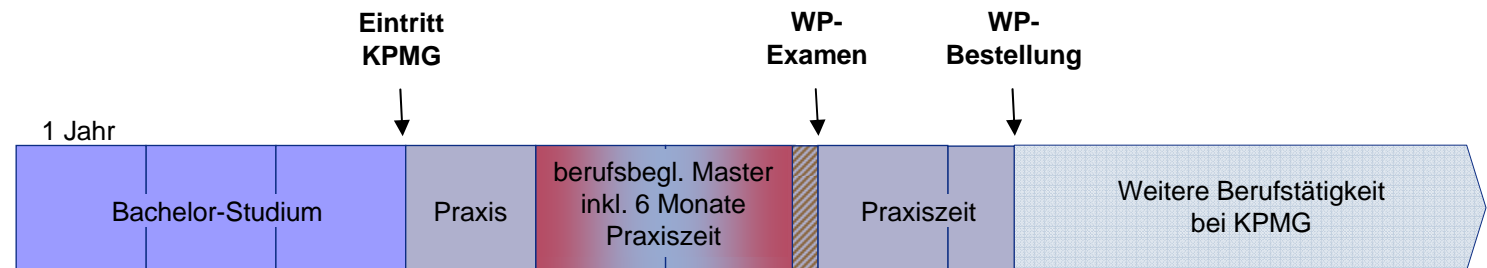 Eintritt
KPMG
WP-
Examen
WP-
Bestellung
1 Jahr
Bachelor-Studium
Praxis
berufsbegl. Master
inkl. 6 Monate
Praxiszeit
Praxiszeit
Weitere Berufstätigkeit
bei KPMG